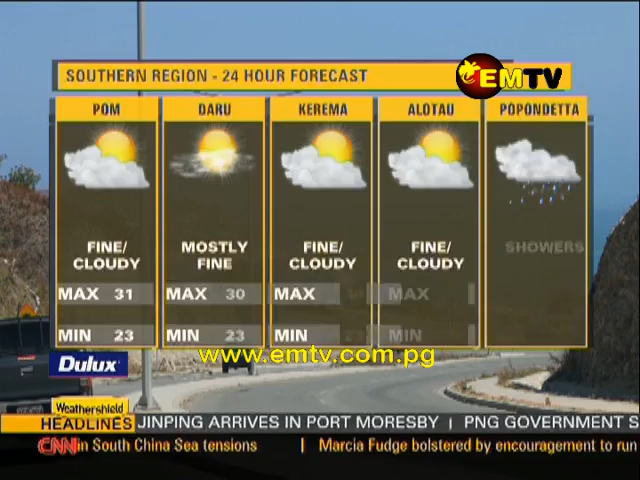 SOUTHERN REGION - 24 HOUR FORECAST
EMTV
POM
DARU
KEREMA
ALOTAU
POPONDETTA
FINE/
CLOUDY
MOSTLY
FINE
FINE/
CLOUDY
FINE/
CLOUDY
SHOWERS
MAX 31
MAX 30
MAX
MAX
MIN 23
MIN 23
MIN
MIN
www.emtv.com.pg
Dulux
Weathershield
HEADLINES JINPING ARRIVES IN PORT MORESBY | PNG GOVERNMENT S
CNN in South China Sea tensions | Marcia Fudge bolstered by encouragement to run